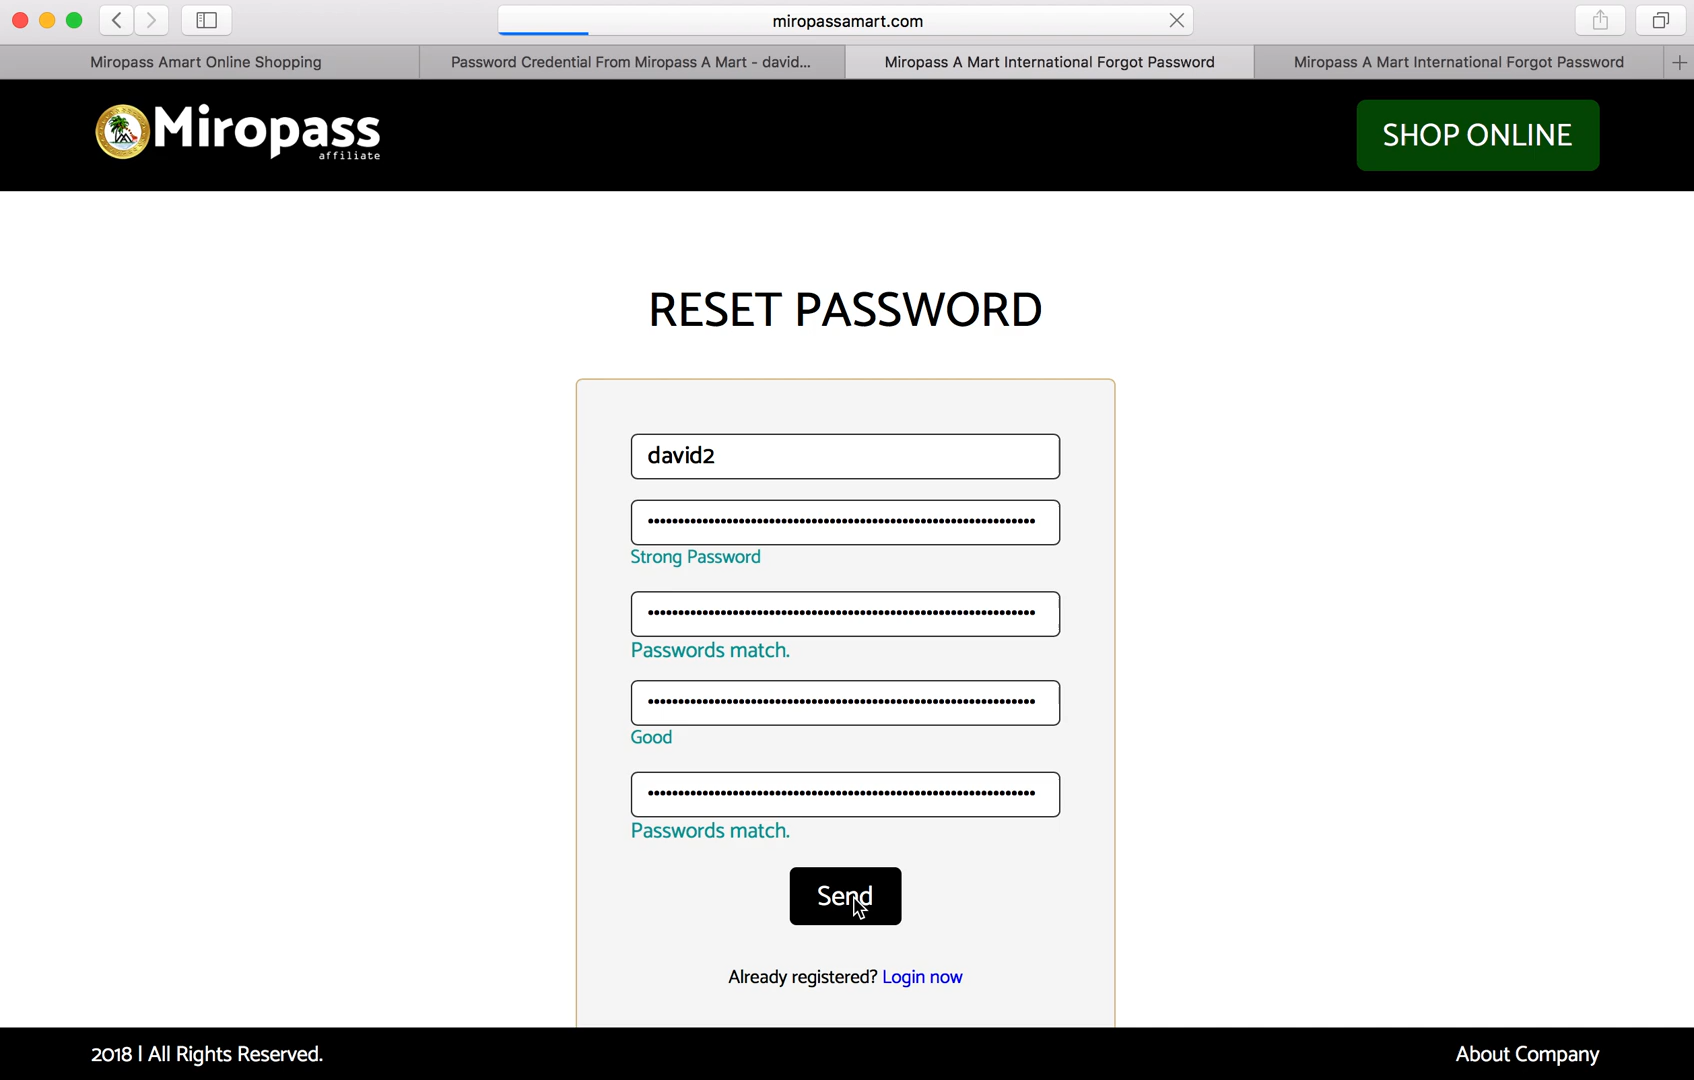 miropassamart.com
Miropass Amart Online Shopping
Password Credential From Miropass A Mart - david...
Miropass A Mart International Forgot Password
Miropass A Mart International Forgot Password
Miropass
affiliate
SHOP ONLINE
RESET PASSWORD
david2
Strong Password
Passwords match.
Good
Passwords match.
Send
Already registered? Login now
2018 | All Rights Reserved.
About Company